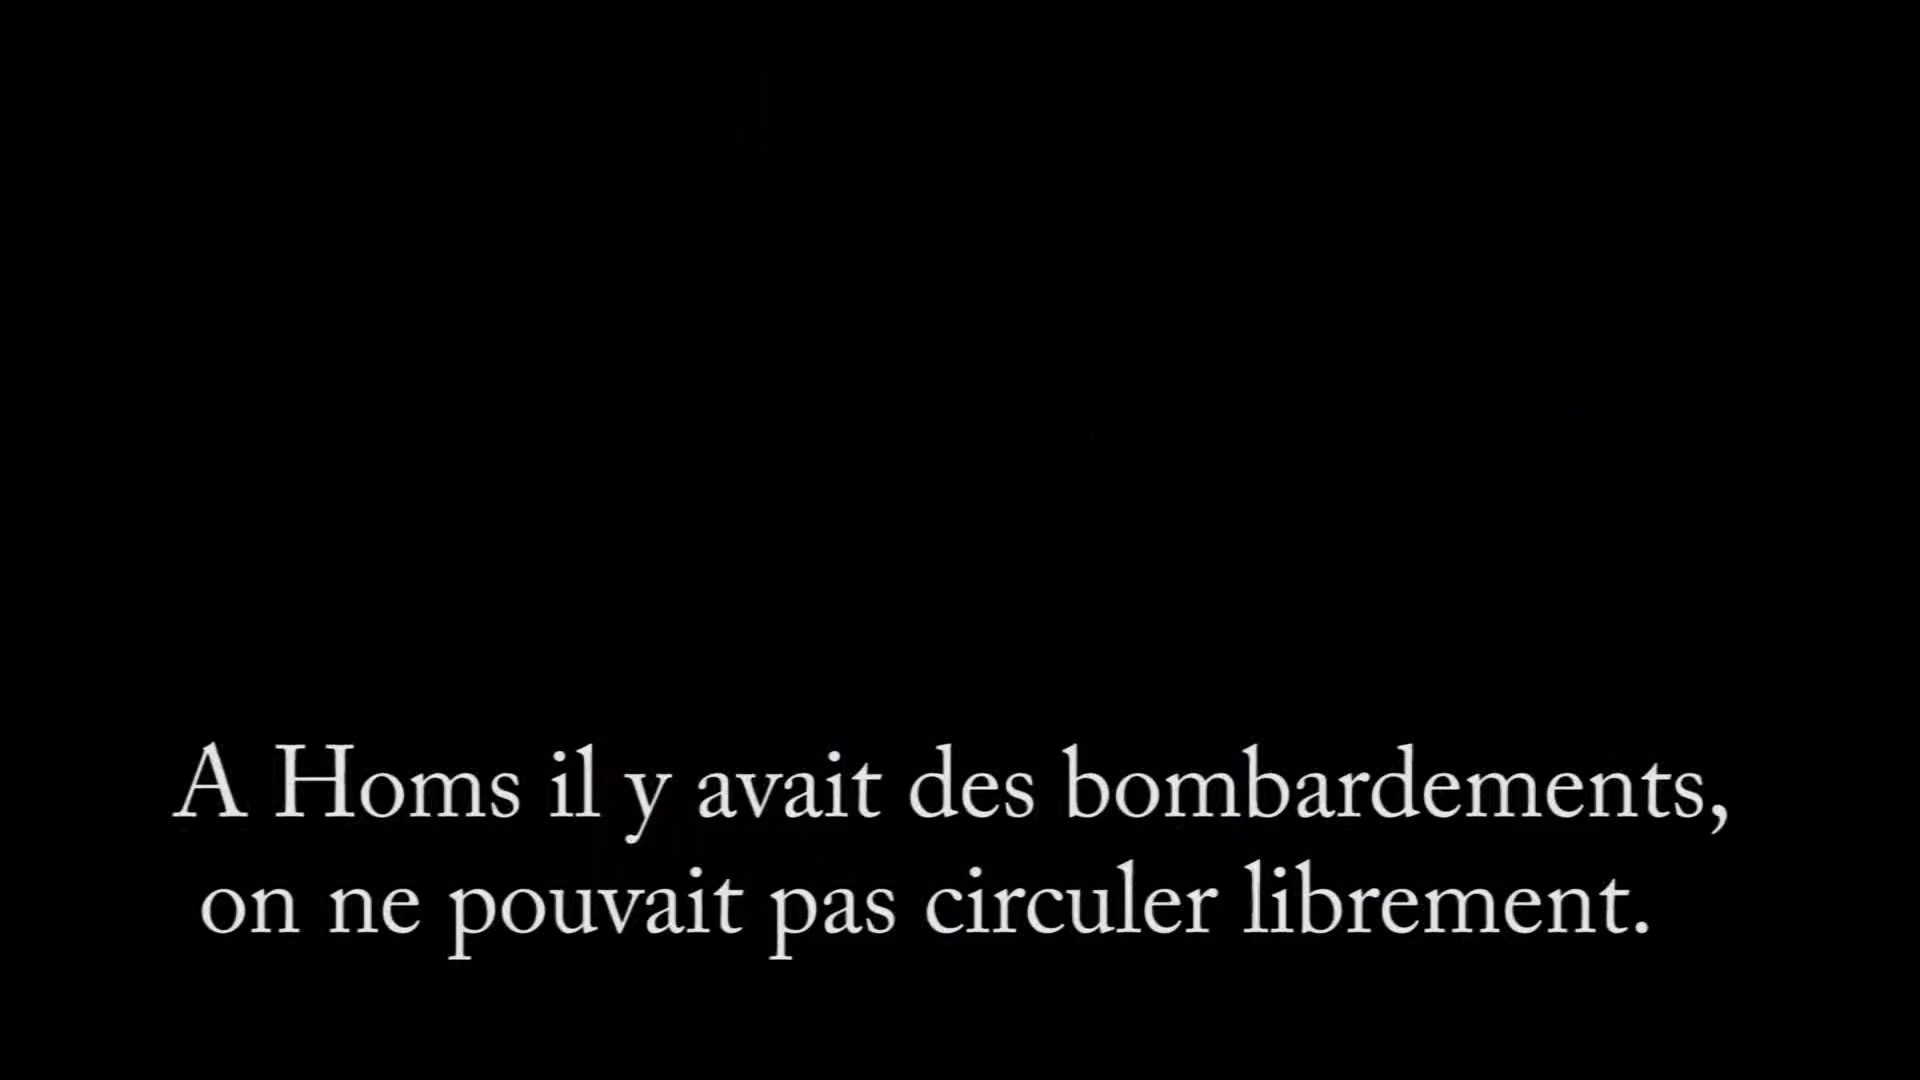 A Homs il y avait des bombardements,
on ne pouvait pas circuler librement.